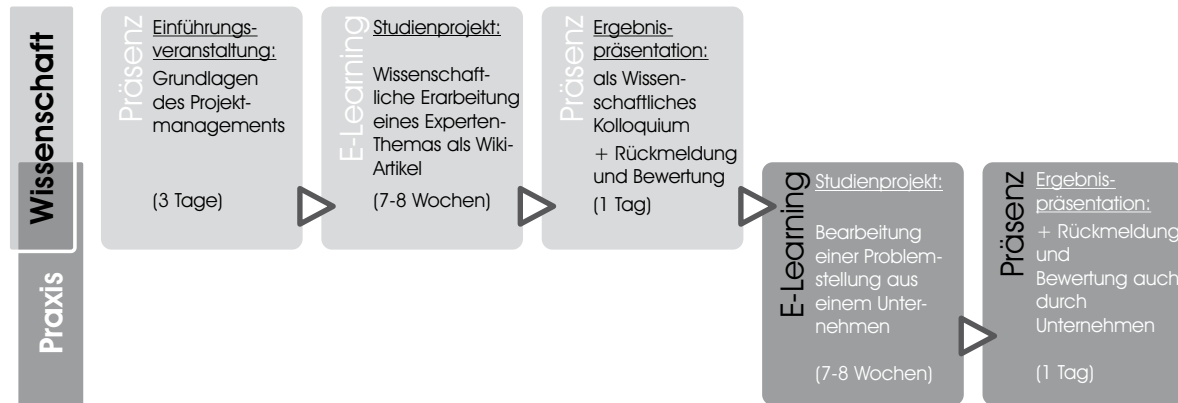 Wissenschaft
Praxis
Präsenz
Einführungs-
veranstaltung:
Grundlagen
des Projekt-
managements
(3 Tage)
E-Learning
Studienprojekt:
Wissenschaft-
liche Erarbeitung
eines Experten-
Themas als Wiki-
Artikel
(7-8 Wochen)
Präsenz
Ergebnis-
präsentation:
als Wissen-
schaftliches
Kolloquium
+ Rückmeldung
und Bewertung
(1 Tag)
E-Learning
Studienprojekt:
Bearbeitung
einer Problem-
stellung aus
einem Unter-
nehmen
(7-8 Wochen)
Präsenz
Ergebnis-
präsentation:
+ Rückmeldung
und
Bewertung auch
durch
Unternehmen
(1 Tag)